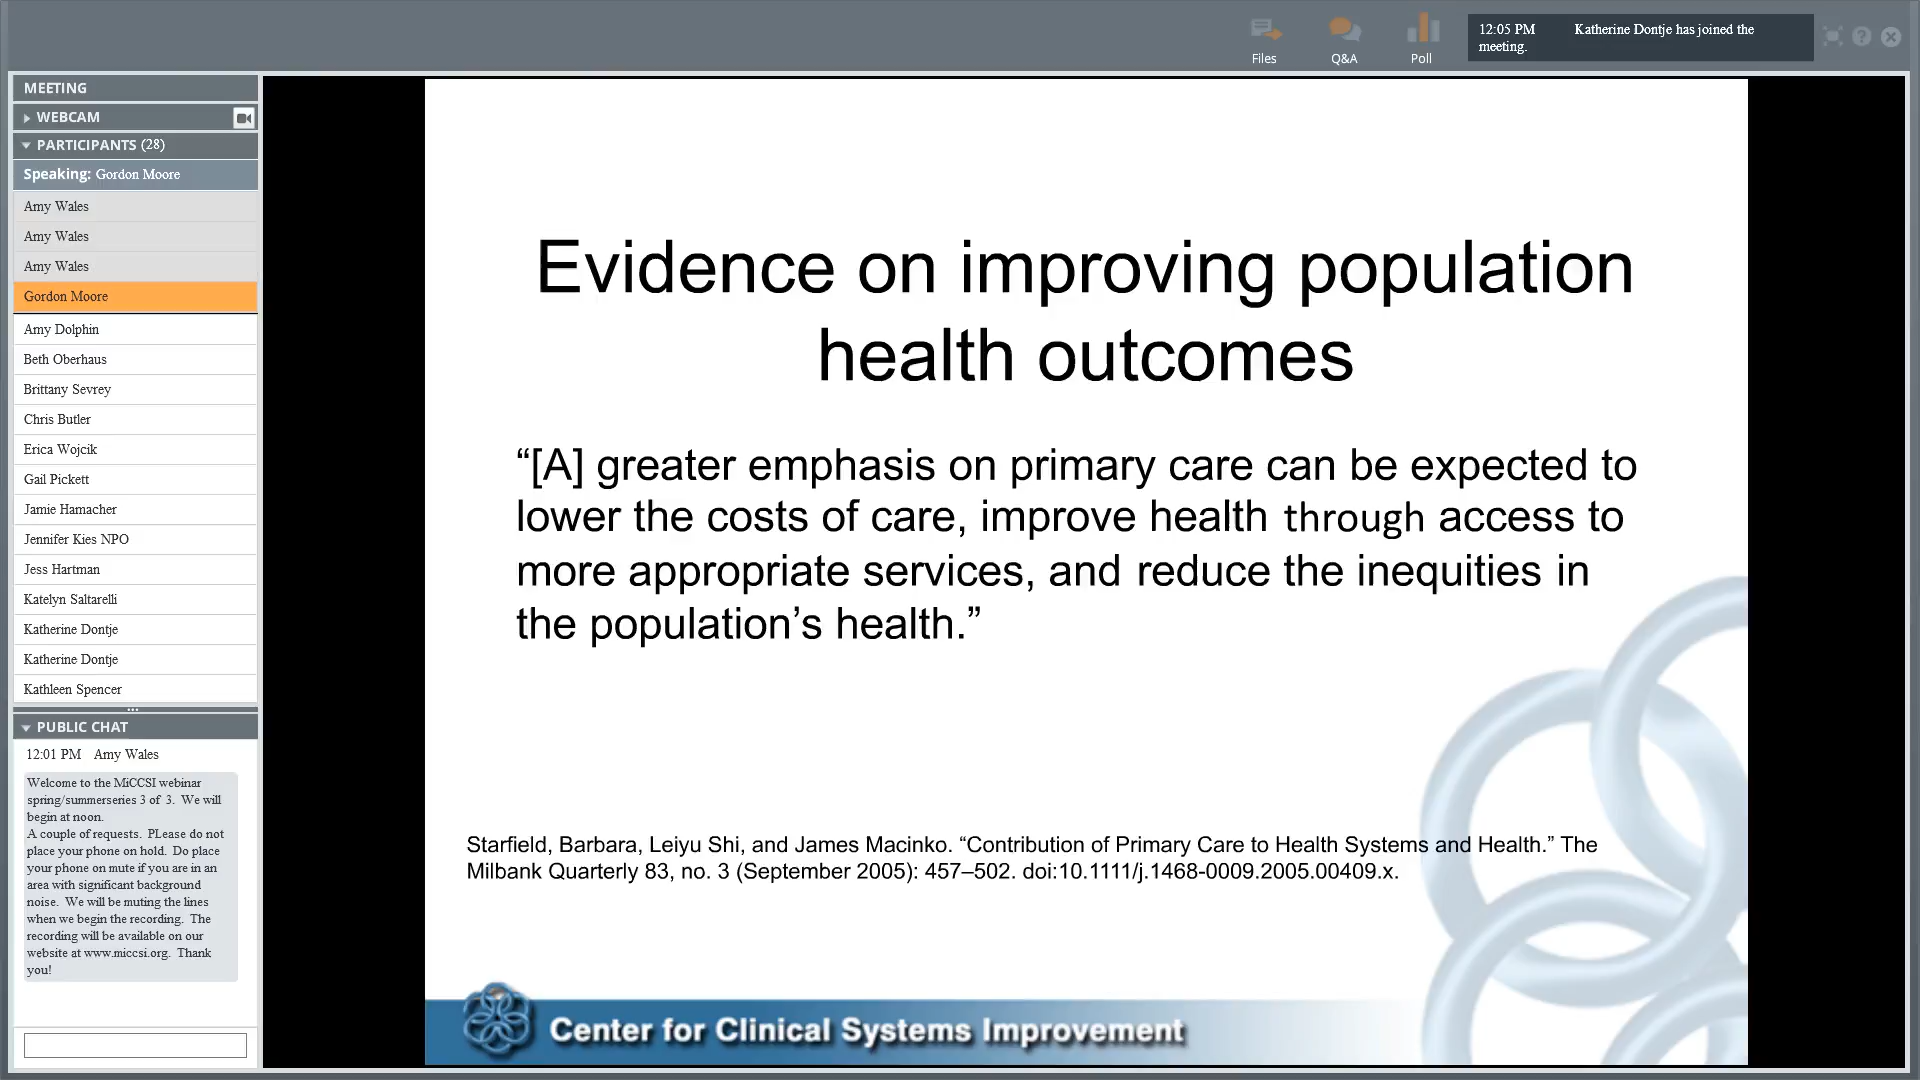 Files
Q&A
Poll
12:05 PM Katherine Dontje has joined the
meeting.
MEETING
WEBCAM
PARTICIPANTS (28)
Speaking: Gordon Moore
Amy Wales
Amy Wales
Amy Wales
Gordon Moore
Amy Dolphin
Beth Oberhaus
Brittany Sevrey
Chris Butler
Erica Wojcik
Gail Pickett
Jamie Hamacher
Jennifer Kies NPO
Jess Hartman
Katelyn Saltarelli
Katherine Dontje
Katherine Dontje
Kathleen Spencer
PUBLIC CHAT
12:01 PM Amy Wales
Welcome to the MiCCSI webinar
spring/summerseries 3 of 3. We will
begin at noon.
A couple of requests. PLease do not
place your phone on hold. Do place
your phone on mute if you are in an
area with significant background
noise. We will be muting the lines
when we begin the recording. The
recording will be available on our
website at www.miccsi.org. Thank
you!
Evidence on improving population
health outcomes
“[A] greater emphasis on primary care can be expected to
lower the costs of care, improve health through access to
more appropriate services, and reduce the inequities in
the population’s health.”
Starfield, Barbara, Leiyu Shi, and James Macinko. “Contribution of Primary Care to Health Systems and Health.” The
Milbank Quarterly 83, no. 3 (September 2005): 457–502. doi:10.1111/j.1468-0009.2005.00409.x.
Center for Clinical Systems Improvement